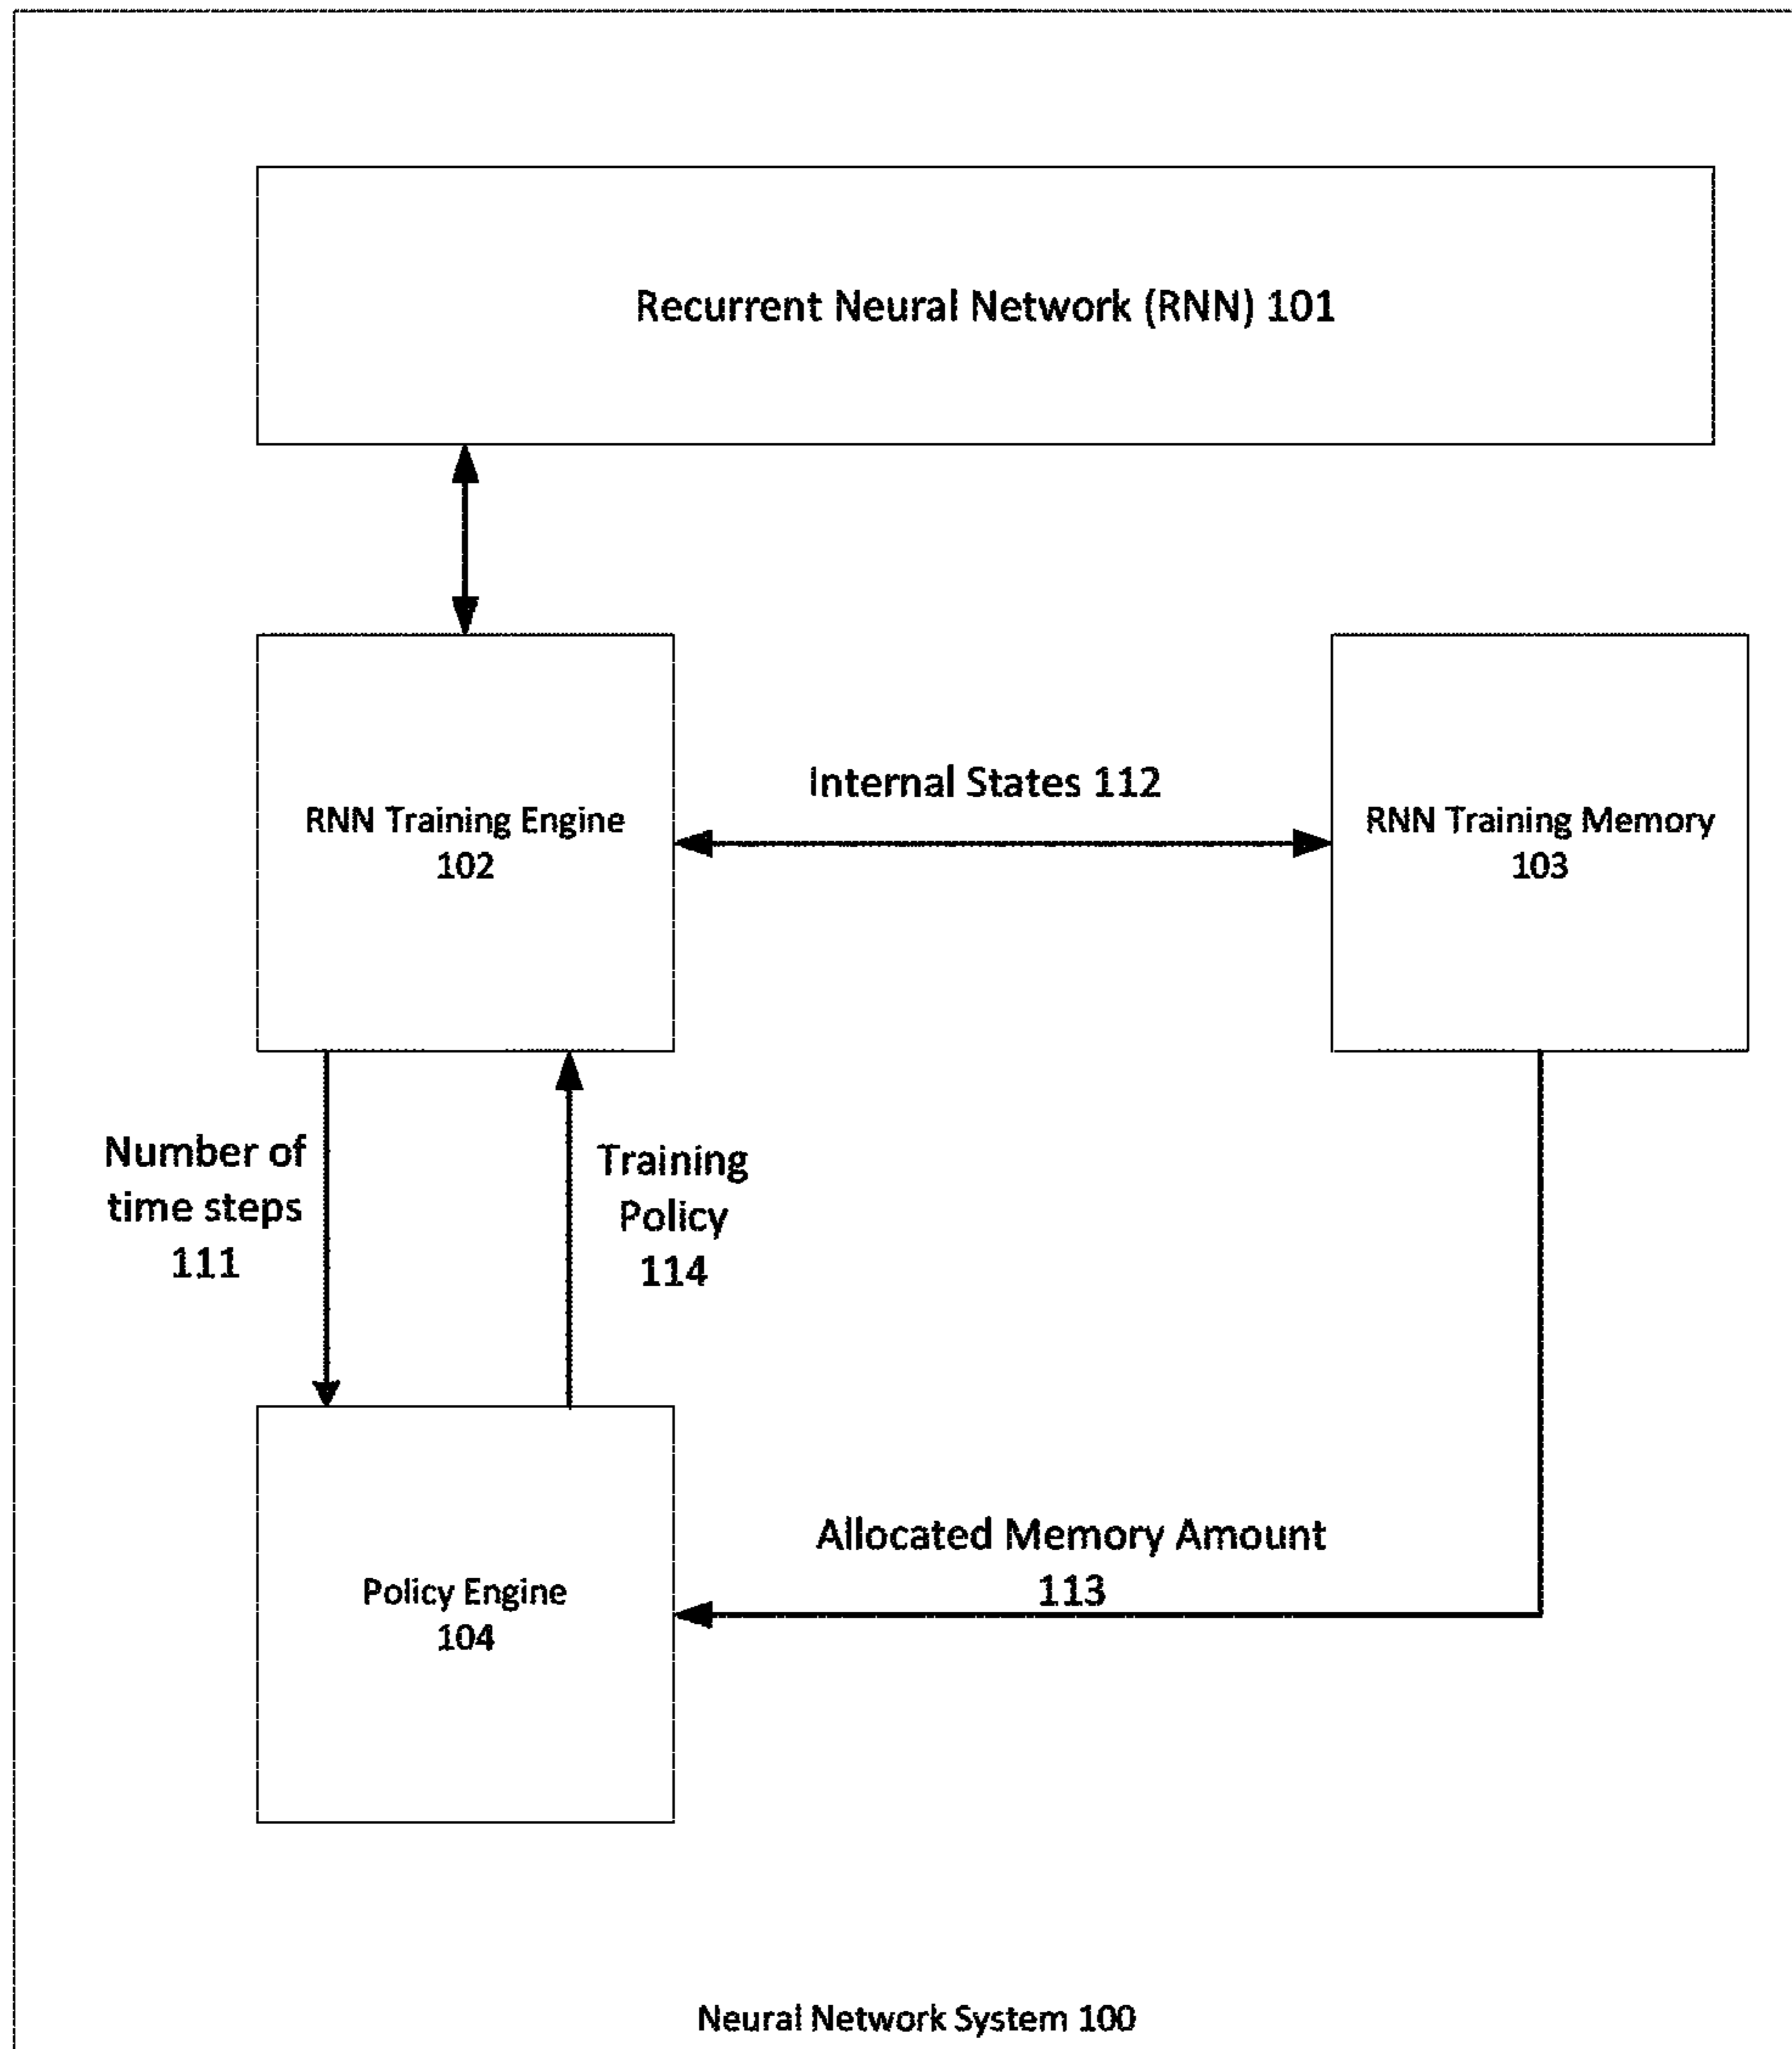 Recurrent Neural Network (RNN) 101
Internal States 112
RNN Training Engine
102
RNN Training Memory
103
Number of
time steps
111
Training
Policy
114
Allocated Memory Amount
113
Policy Engine
104
Neural Network System 100